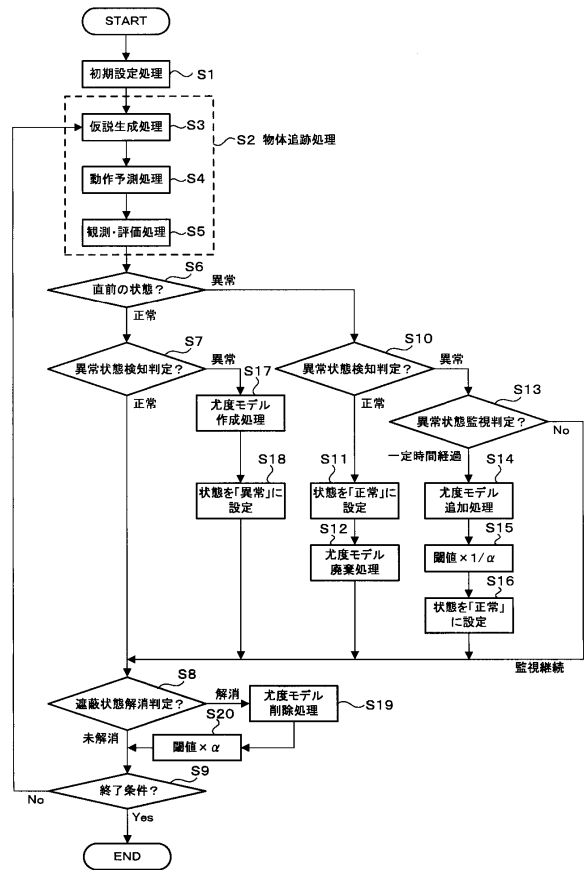 START
初期設定処理
S1
仮説生成処理
S3
S2 物体追跡処理
動作予測処理
S4
観測・評価処理
S5
S6
直前の状態?
異常
正常
S7
異常状態検知判定?
異常
正常
S10
異常状態検知判定?
異常
正常
S17
尤度モデル
作成処理
S13
異常状態監視判定?
No
一定時間経過
S18
状態を「異常」に
設定
S11
状態を「正常」に
設定
S14
尤度モデル
追加処理
S12
尤度モデル
廃棄処理
S15
閾値×1/α
S16
状態を「正常」
に設定
監視継続
S8
遮蔽状態解消判定?
解消
未解消
尤度モデル
削除処理
S19
S20
閾値×α
S9
終了条件?
No
Yes
END